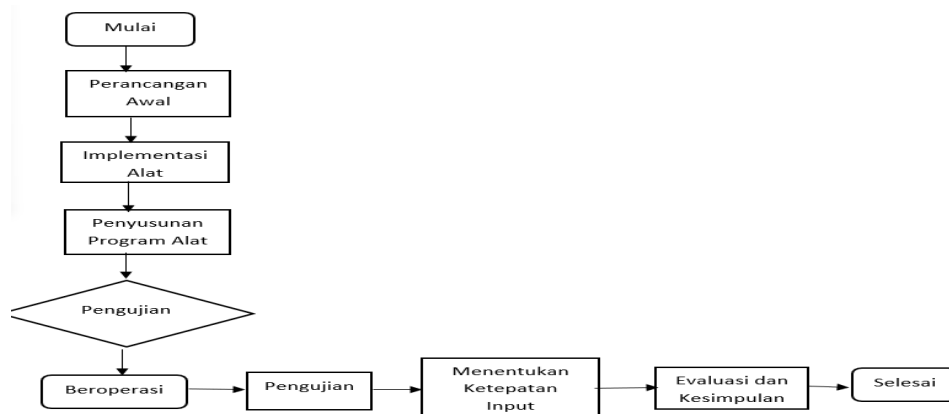 Mulai
Perancangan
Awal
Implementasi
Alat
Penyusunan
Program Alat
Pengujian
Beroperasi
Pengujian
Menentukan
Ketepatan
Input
Evaluasi dan
Kesimpulan
Selesai